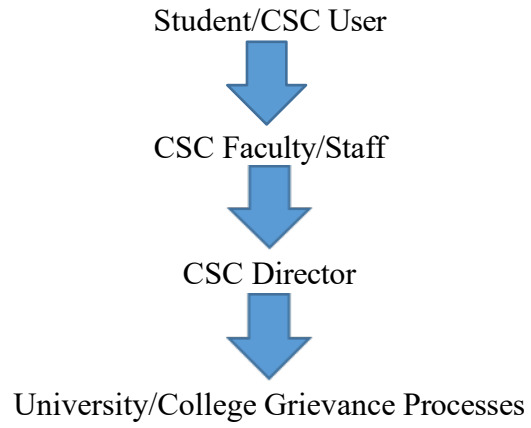 Student/CSC User
CSC Faculty/Staff
CSC Director
University/College Grievance Processes